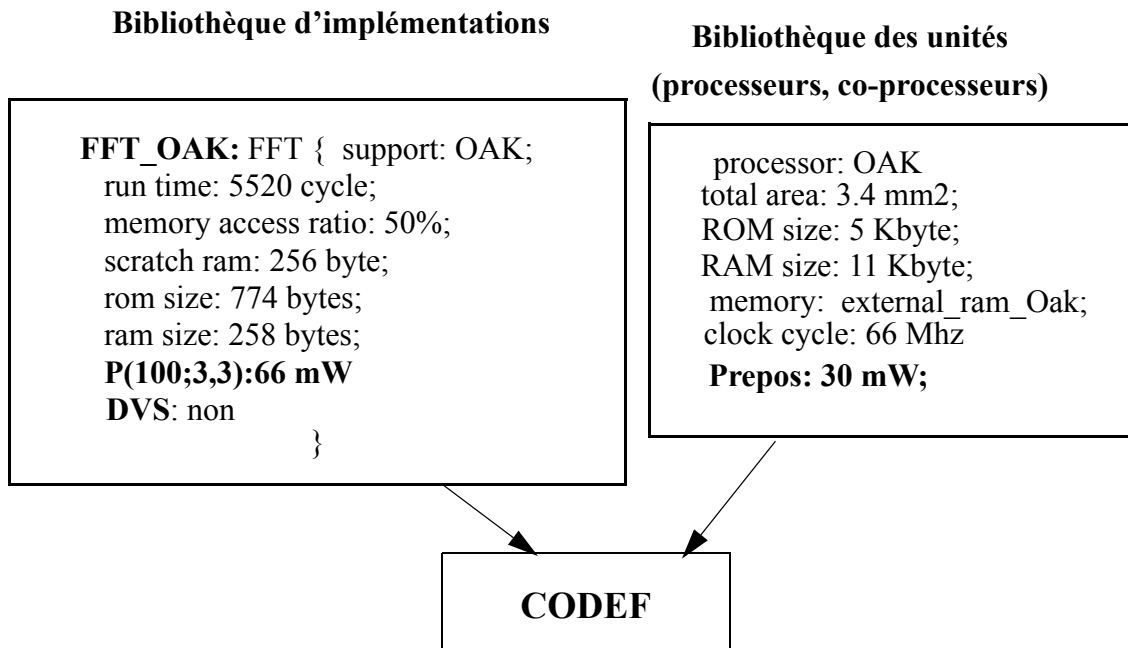 Bibliothèque d’implémentations
FFT_OAK: FFT { support: OAK;
run time: 5520 cycle;
memory access ratio: 50%;
scratch ram: 256 byte;
rom size: 774 bytes;
ram size: 258 bytes;
P(100;3,3):66 mW
DVS: non
}
Bibliothèque des unités
(processeurs, co-processeurs)
processor: OAK
total area: 3.4 mm2;
ROM size: 5 Kbyte;
RAM size: 11 Kbyte;
memory: external_ram_Oak;
clock cycle: 66 Mhz
Prepos: 30 mW;
CODEF